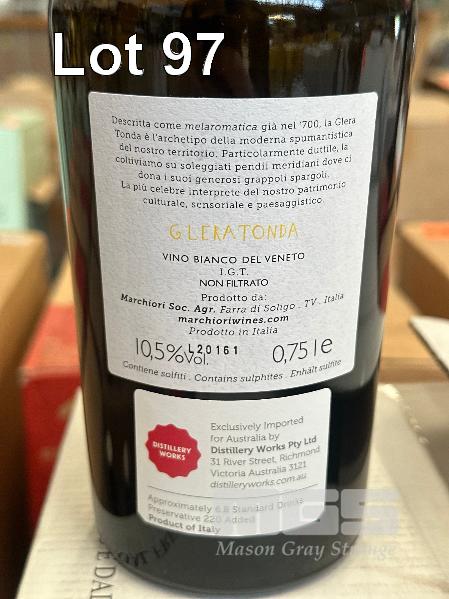 Lot 97
Descritta come melaromatica già nel '700, la Glera
Tonda è l'archetipo della moderna spumantistica
del nostro territorio. Particolarmente duttile, la
coltiviamo su soleggiati pendii meridiani dove ci
dona i suoi generosi grappoli spargoli.
La più celebre interprete del nostro patrimonio
culturale, sensoriale e paesaggistico.
GLERATONDA
VINO BIANCO DEL VENETO
I.G.T.
NON FILTRATO
Prodotto da:
Marchiori Soc. Agr. Farra di Soligo . TV . Italia
marchioriwines.com
Prodotto in Italia
10,5%vol. L20161 0,75 l e
Contiene solfiti . Contains sulphites . Enhält sulfite
DISTILLERY
WORKS
Exclusively Imported
for Australia by
Distillery Works Pty Ltd
31 River Street, Richmond
Victoria Australia 3121
distilleryworks.com.au
Approximately 6.8 Standard Drinks
Preservative 220 Added
Product of Italy
MGS
Mason Gray Strange